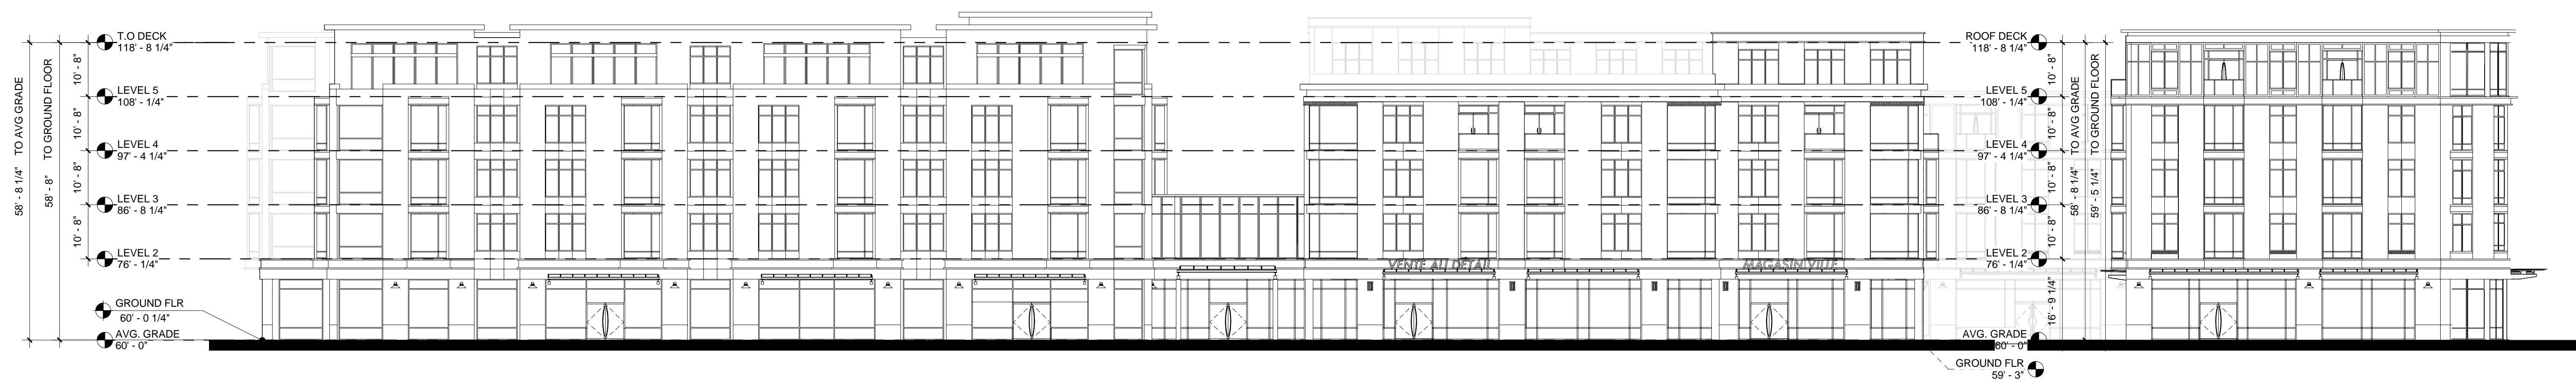 T.O DECK
118' - 8 1/4"
LEVEL 5
108' - 1/4"
LEVEL 4
97' - 4 1/4"
LEVEL 3
86' - 8 1/4"
LEVEL 2
76' - 1/4"
GROUND FLR
60' - 0 1/4"
AVG. GRADE
60' - 0"
58' - 8 1/4" TO AVG GRADE
58' - 8" TO GROUND FLOOR
10' - 8"
10' - 8"
10' - 8"
10' - 8"
VENTE AU DÉTAIL
MAGASIN VILLE
ROOF DECK
118' - 8 1/4"
LEVEL 5
108' - 1/4"
LEVEL 4
97' - 4 1/4"
LEVEL 3
86' - 8 1/4"
LEVEL 2
76' - 1/4"
AVG. GRADE
60' - 0"
GROUND FLR
59' - 3"
10' - 8"
10' - 8"
10' - 8"
10' - 8"
16' - 9 1/4"
58' - 8 1/4" TO AVG GRADE
59' - 5 1/4" TO GROUND FLOOR